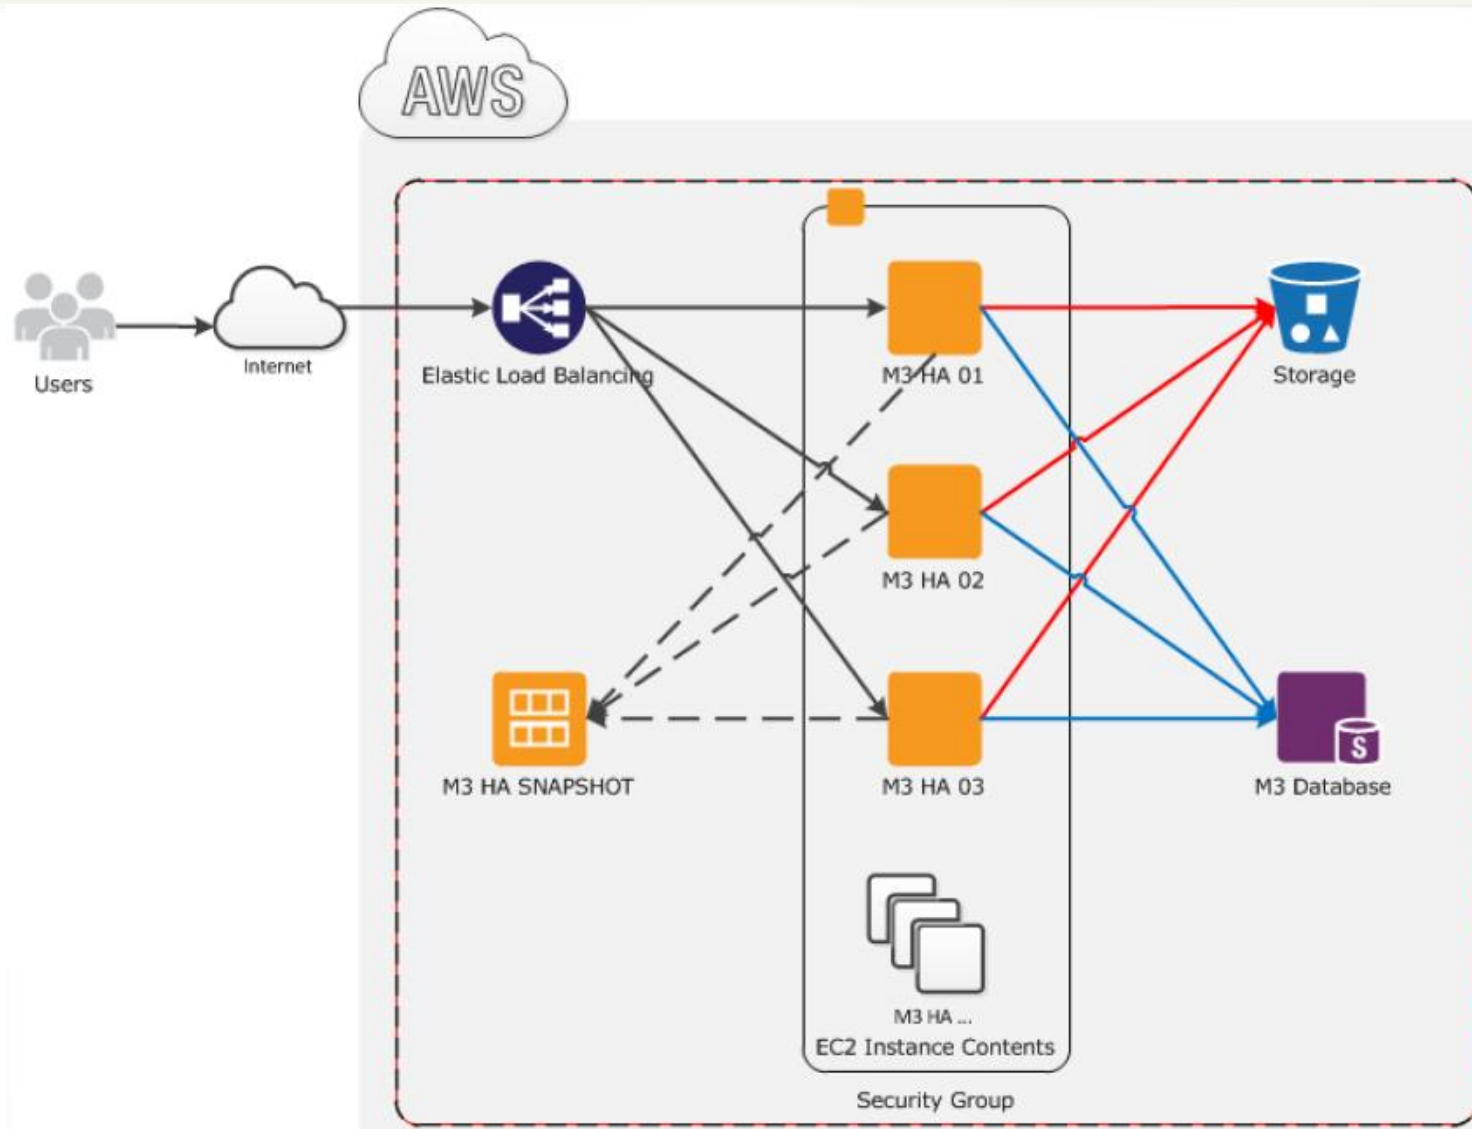 AWS
Users
Internet
Elastic Load Balancing
M3 HA 01
Storage
M3 HA 02
M3 HA SNAPSHOT
M3 HA 03
M3 Database
S
M3 HA ...
EC2 Instance Contents
Security Group